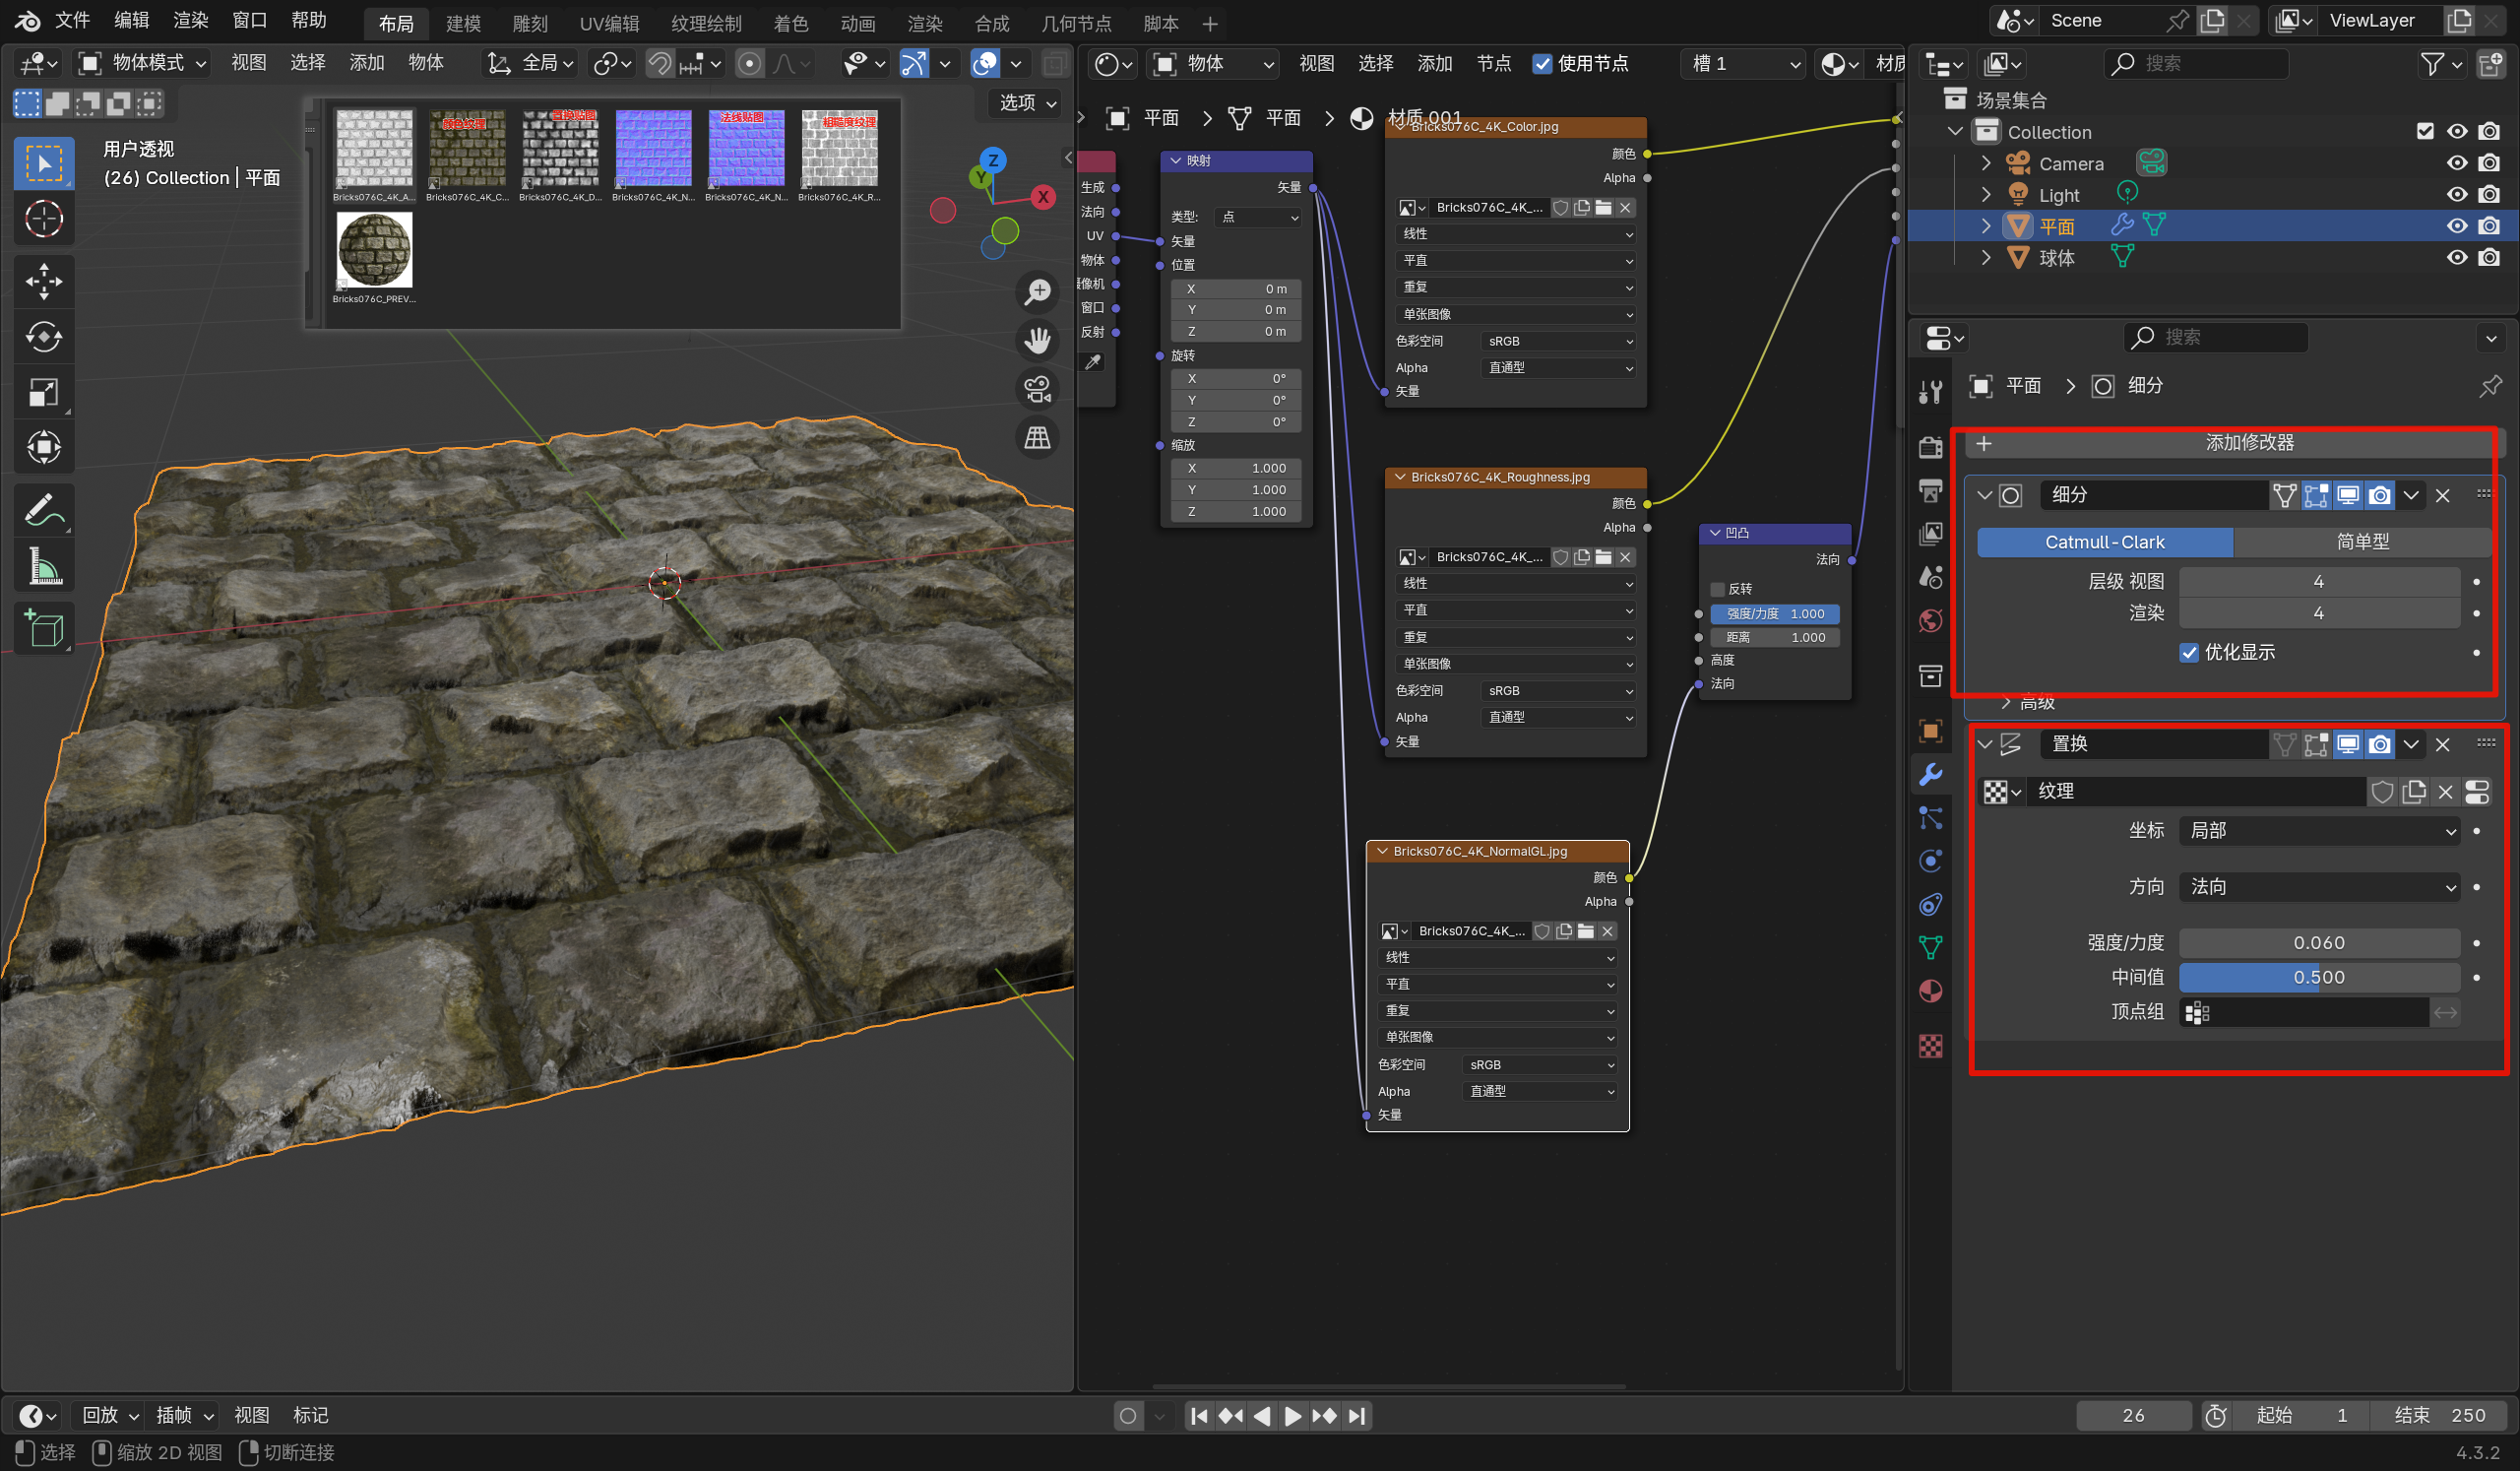 文件 编辑 渲染 窗口 帮助 布局 建模 雕刻 UV编辑 纹理绘制 着色 动画 渲染 合成 几何节点 脚本 Scene ViewLayer
物体模式 视图 选择 添加 物体 全局
物体 视图 选择 添加 节点 使用节点 槽 1 材质
搜索
选项
用户透视
(26) Collection | 平面
颜色纹理
置换贴图
法线贴图
粗糙度纹理
Bricks076C_4K_A... Bricks076C_4K_C... Bricks076C_4K_D... Bricks076C_4K_N... Bricks076C_4K_N... Bricks076C_4K_R...
Bricks076C_PREV...
Z
Y
X
平面 平面 材质.001
生成
法向
UV
物体
像机
窗口
反射
映射
矢量
类型: 点
矢量
位置
X 0 m
Y 0 m
Z 0 m
旋转
X 0°
Y 0°
Z 0°
缩放
X 1.000
Y 1.000
Z 1.000
Bricks076C_4K_Color.jpg
颜色
Alpha
Bricks076C_4K_...
线性
平直
重复
单张图像
色彩空间 sRGB
Alpha 直通型
矢量
Bricks076C_4K_Roughness.jpg
颜色
Alpha
Bricks076C_4K_...
线性
平直
重复
单张图像
色彩空间 sRGB
Alpha 直通型
矢量
凹凸
法向
反转
强度/力度 1.000
距离 1.000
高度
法向
Bricks076C_4K_NormalGL.jpg
颜色
Alpha
Bricks076C_4K_...
线性
平直
重复
单张图像
色彩空间 sRGB
Alpha 直通型
矢量
场景集合
Collection
Camera
Light
平面
球体
搜索
平面 细分
添加修改器
细分
Catmull-Clark 简单型
层级 视图 4
渲染 4
优化显示
高级
置换
纹理
坐标 局部
方向 法向
强度/力度 0.060
中间值 0.500
顶点组
回放 插帧 视图 标记 26 起始 1 结束 250
选择 缩放 2D 视图 切断连接 4.3.2